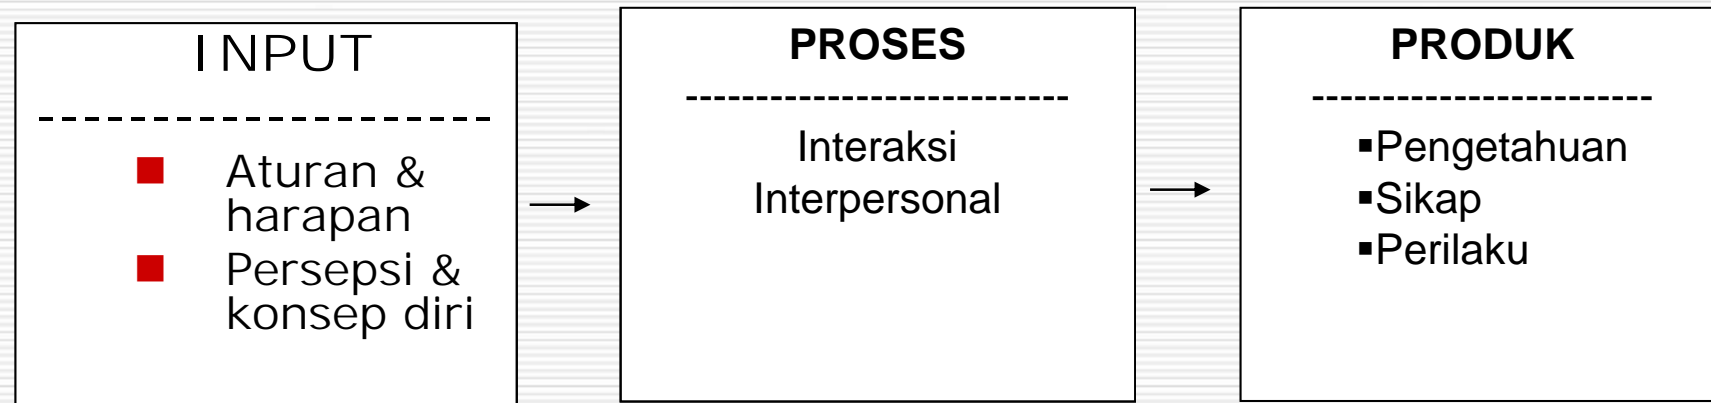 INPUT
Aturan &
harapan
Persepsi &
konsep diri
PROSES
Interaksi
Interpersonal
PRODUK
▪Pengetahuan
▪Sikap
▪Perilaku